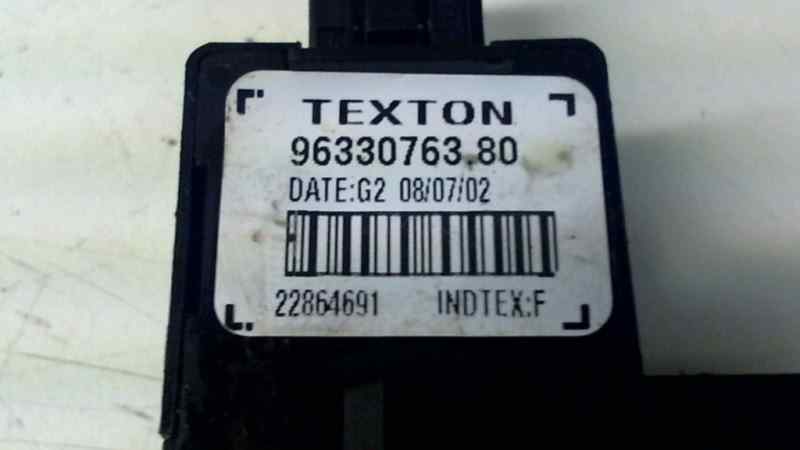 TEXTON
96330763.80
DATE:G2 08/07/02
22864691 INDTEX:F